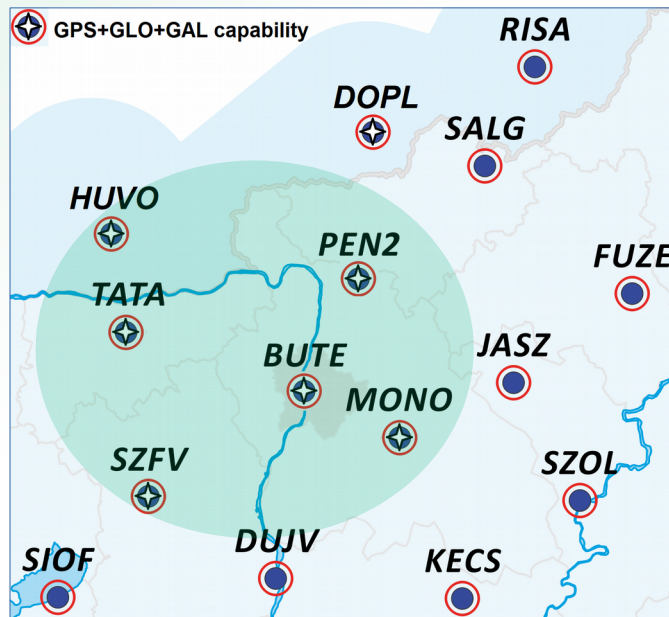 GPS+GLO+GAL capability
RISA
DOPL
SALG
HUVO
PEN2
FUZE
TATA
BUTE
JASZ
MONO
SZFV
SZOL
DUJV
SIOF
KECS